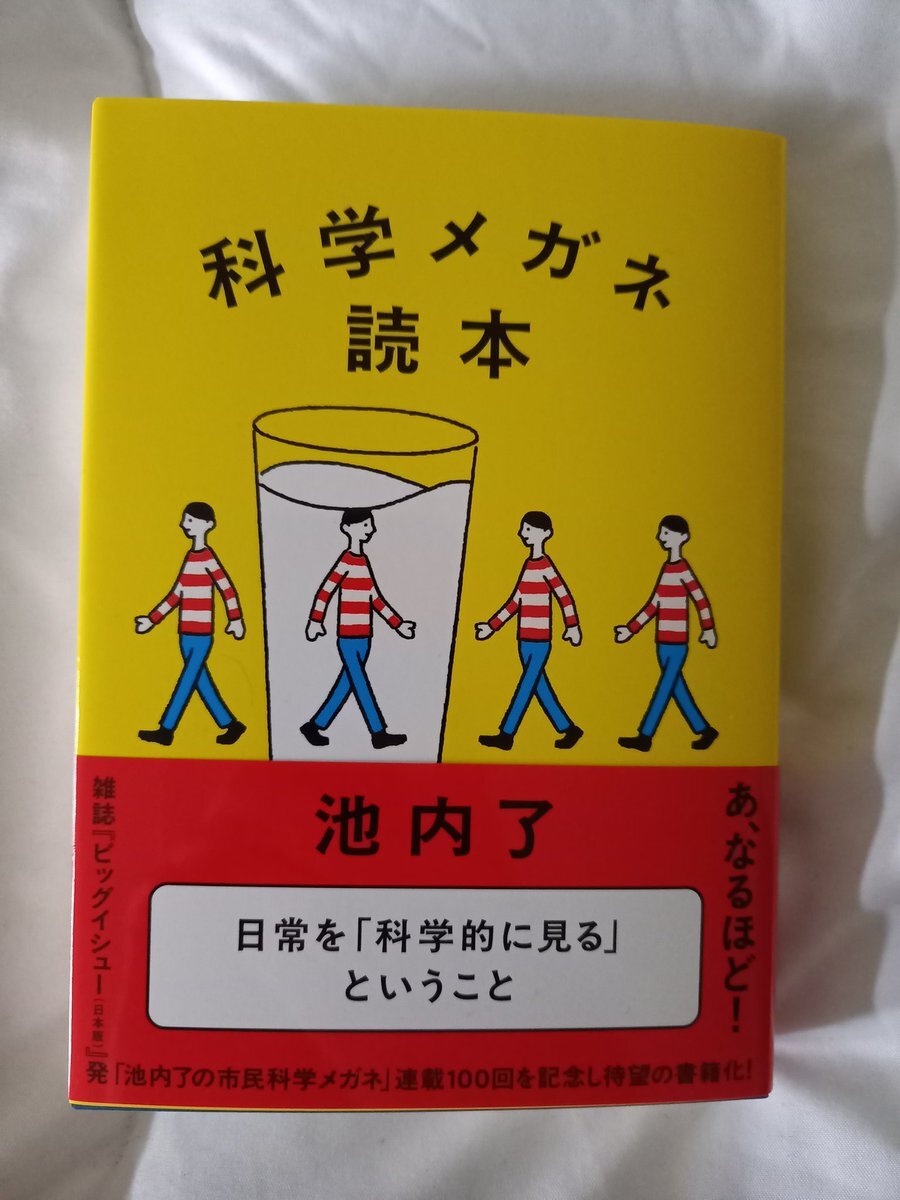 科学メガネ
読本
池内了
日常を「科学的に見る」
ということ
あ、なるほど!
雑誌『ビッグイシュー(日本版)』発
「池内了の市民科学メガネ」連載100回を記念し待望の書籍化!